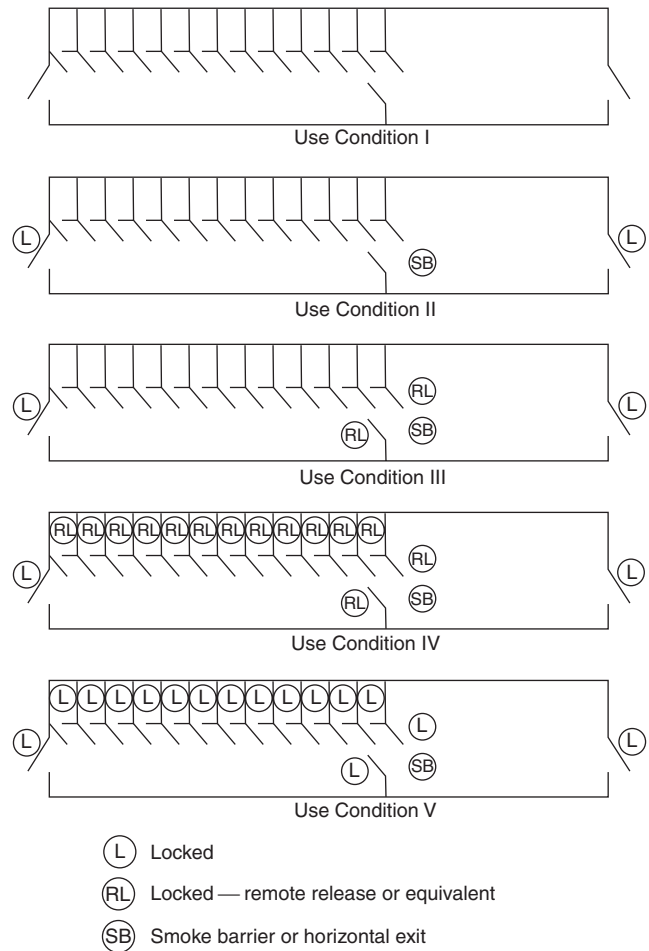 Use Condition I
L L
SB
Use Condition II
RL
L L
RL SB
Use Condition III
RL RL RL RL RL RL RL RL RL RL RL RL
RL
L L
RL SB
Use Condition IV
L L L L L L L L L L L L
L
L L
L SB
Use Condition V
L Locked
RL Locked — remote release or equivalent
SB Smoke barrier or horizontal exit